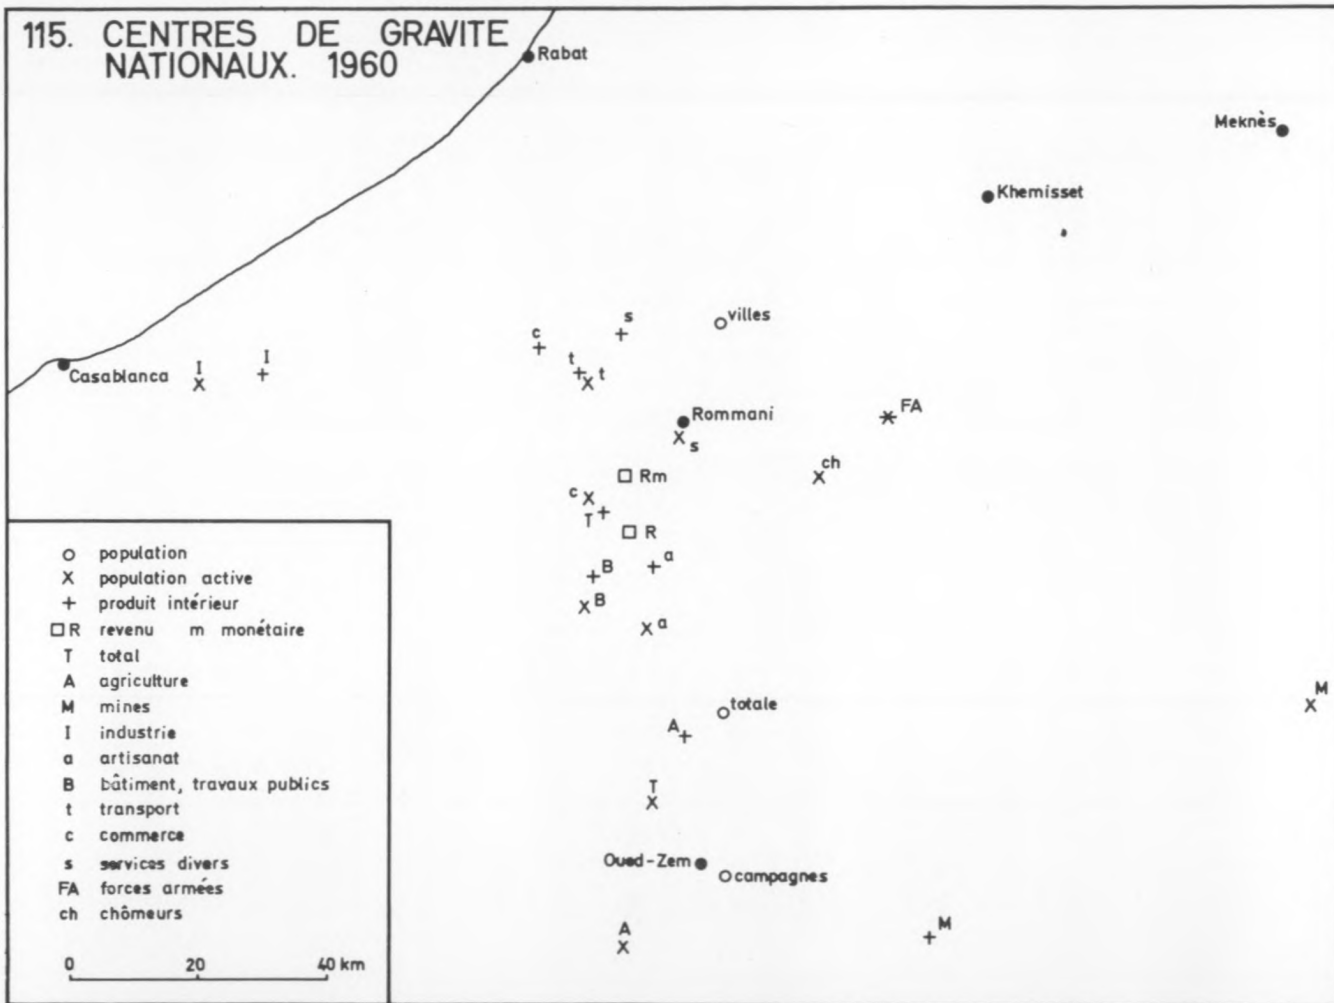 115. CENTRES DE GRAVITE
NATIONAUX. 1960
Rabat
Meknès
Khemisset
villes
s
c
t
t
I
I
Casablanca
Rommani
s
FA
ch
Rm
c
T
R
a
B
B
a
totale
A
M
T
Oued-Zem
campagnes
A
M
population
X population active
+ produit intérieur
R revenu m monétaire
T total
A agriculture
M mines
I industrie
a artisanat
B bâtiment, travaux publics
t transport
c commerce
s services divers
FA forces armées
ch chômeurs
0 20 40 km